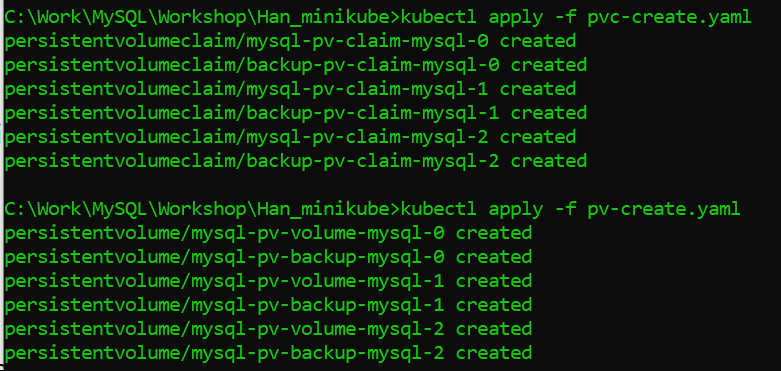 C:\Work\MySQL\Workshop\Han_minikube>kubectl apply -f pvc-create.yaml
persistentvolumeclaim/mysql-pv-claim-mysql-0 created
persistentvolumeclaim/backup-pv-claim-mysql-0 created
persistentvolumeclaim/mysql-pv-claim-mysql-1 created
persistentvolumeclaim/backup-pv-claim-mysql-1 created
persistentvolumeclaim/mysql-pv-claim-mysql-2 created
persistentvolumeclaim/backup-pv-claim-mysql-2 created
C:\Work\MySQL\Workshop\Han_minikube>kubectl apply -f pv-create.yaml
persistentvolume/mysql-pv-volume-mysql-0 created
persistentvolume/mysql-pv-backup-mysql-0 created
persistentvolume/mysql-pv-volume-mysql-1 created
persistentvolume/mysql-pv-backup-mysql-1 created
persistentvolume/mysql-pv-volume-mysql-2 created
persistentvolume/mysql-pv-backup-mysql-2 created